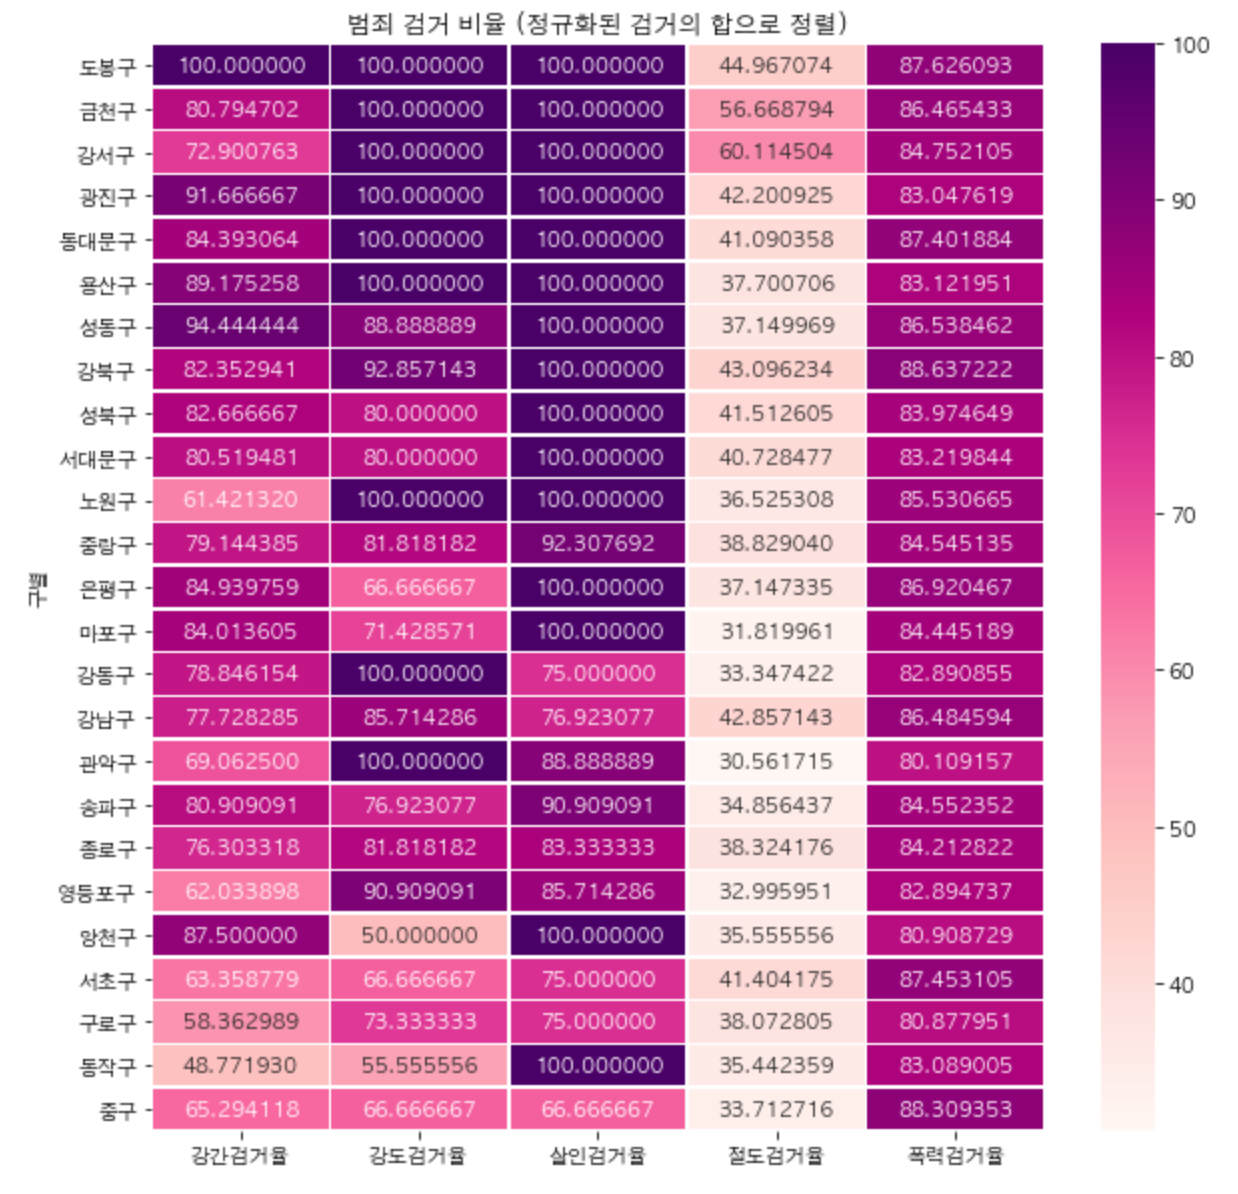 범죄 검거 비율 (정규화된 검거의 합으로 정렬)
도봉구 100.000000 100.000000 100.000000 44.967074 87.626093
금천구 80.794702 100.000000 100.000000 56.668794 86.465433
강서구 72.900763 100.000000 100.000000 60.114504 84.752105
광진구 91.666667 100.000000 100.000000 42.200925 83.047619
동대문구 84.393064 100.000000 100.000000 41.090358 87.401884
용산구 89.175258 100.000000 100.000000 37.700706 83.121951
성동구 94.444444 88.888889 100.000000 37.149969 86.538462
강북구 82.352941 92.857143 100.000000 43.096234 88.637222
성북구 82.666667 80.000000 100.000000 41.512605 83.974649
서대문구 80.519481 80.000000 100.000000 40.728477 83.219844
노원구 61.421320 100.000000 100.000000 36.525308 85.530665
중랑구 79.144385 81.818182 92.307692 38.829040 84.545135
은평구 84.939759 66.666667 100.000000 37.147335 86.920467
마포구 84.013605 71.428571 100.000000 31.819961 84.445189
강동구 78.846154 100.000000 75.000000 33.347422 82.890855
강남구 77.728285 85.714286 76.923077 42.857143 86.484594
관악구 69.062500 100.000000 88.888889 30.561715 80.109157
송파구 80.909091 76.923077 90.909091 34.856437 84.552352
종로구 76.303318 81.818182 83.333333 38.324176 84.212822
영등포구 62.033898 90.909091 85.714286 32.995951 82.894737
양천구 87.500000 50.000000 100.000000 35.555556 80.908729
서초구 63.358779 66.666667 75.000000 41.404175 87.453105
구로구 58.362989 73.333333 75.000000 38.072805 80.877951
동작구 48.771930 55.555556 100.000000 35.442359 83.089005
중구 65.294118 66.666667 66.666667 33.712716 88.309353
구별
강간검거율 강도검거율 살인검거율 절도검거율 폭력검거율
100
90
80
70
60
50
40